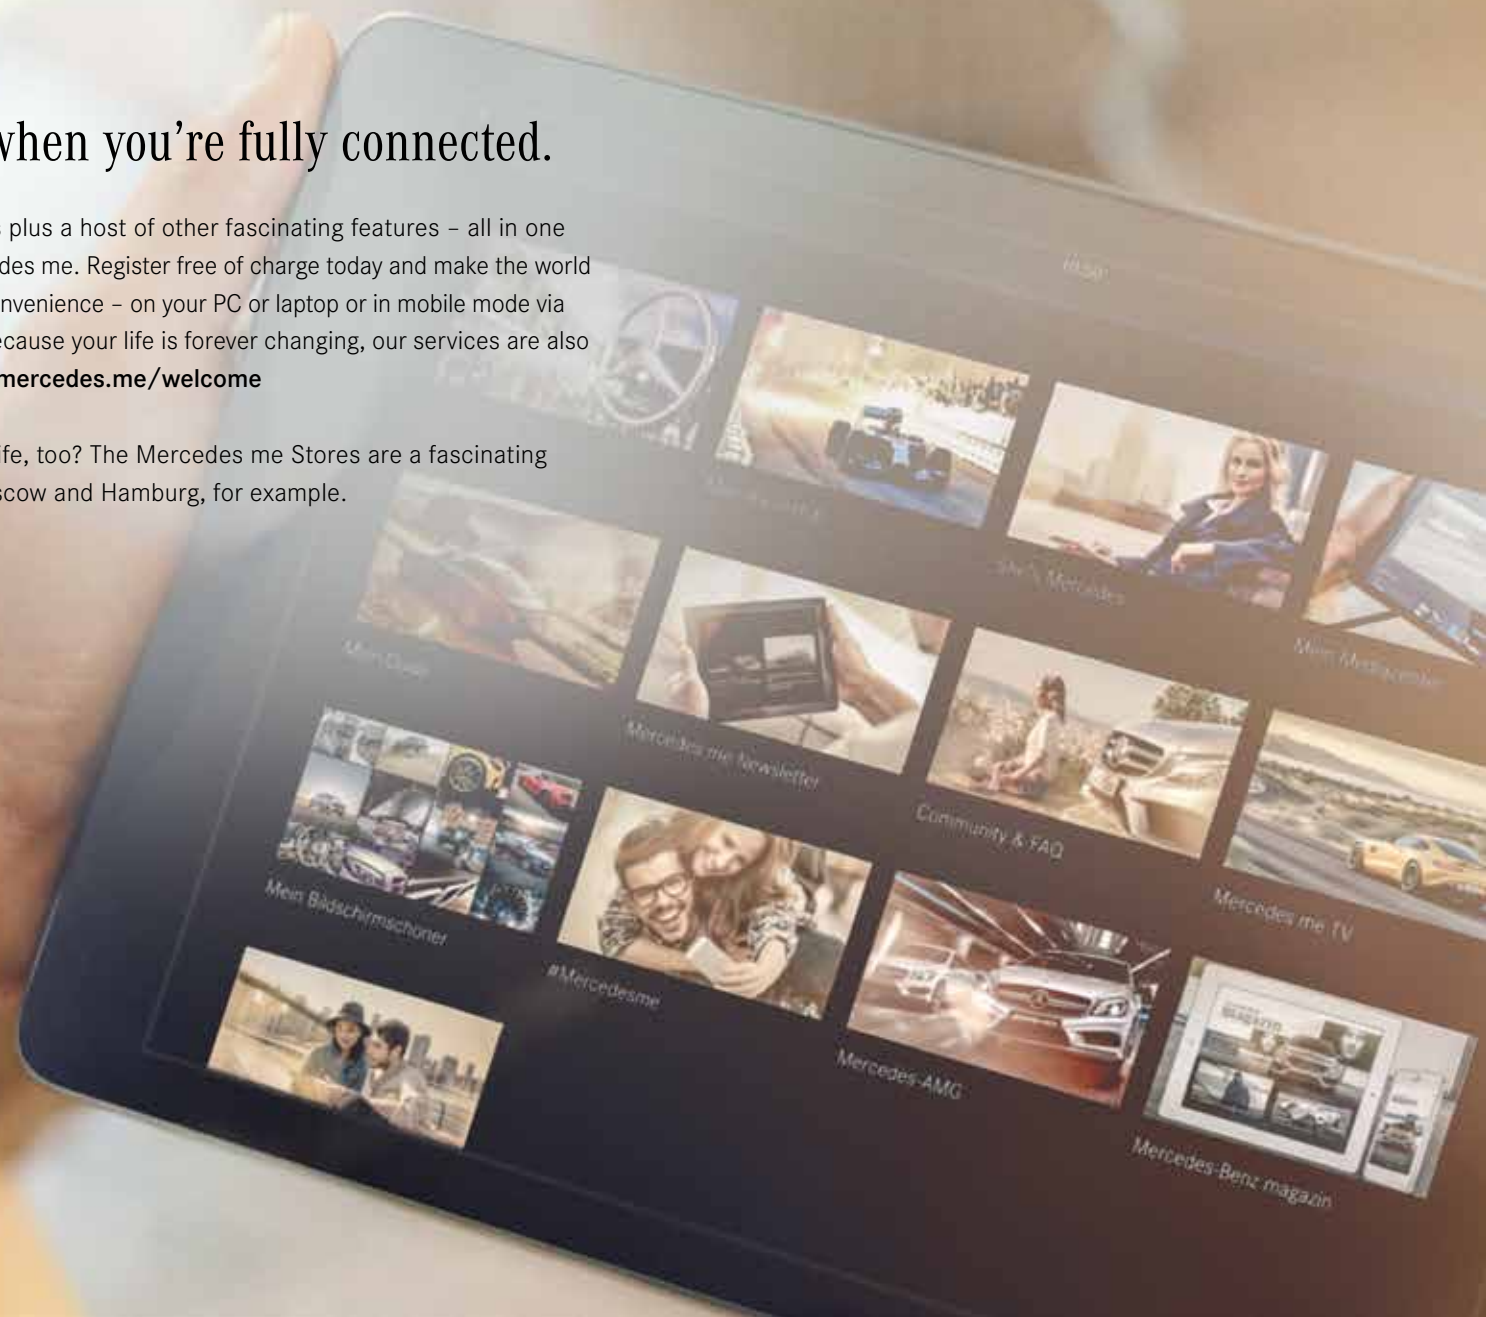 when you’re fully connected.
plus a host of other fascinating features – all in one
des me. Register free of charge today and make the world
nvenience – on your PC or laptop or in mobile mode via
ecause your life is forever changing, our services are also
mercedes.me/welcome
ife, too? The Mercedes me Stores are a fascinating
scow and Hamburg, for example.
She's Mercedes
Mein Mediacenter
Mercedes me Newsletter
Community & FAQ
Mercedes me TV
Mein Bildschirmschoner
#Mercedesme
Mercedes-AMG
Mercedes-Benz magazin